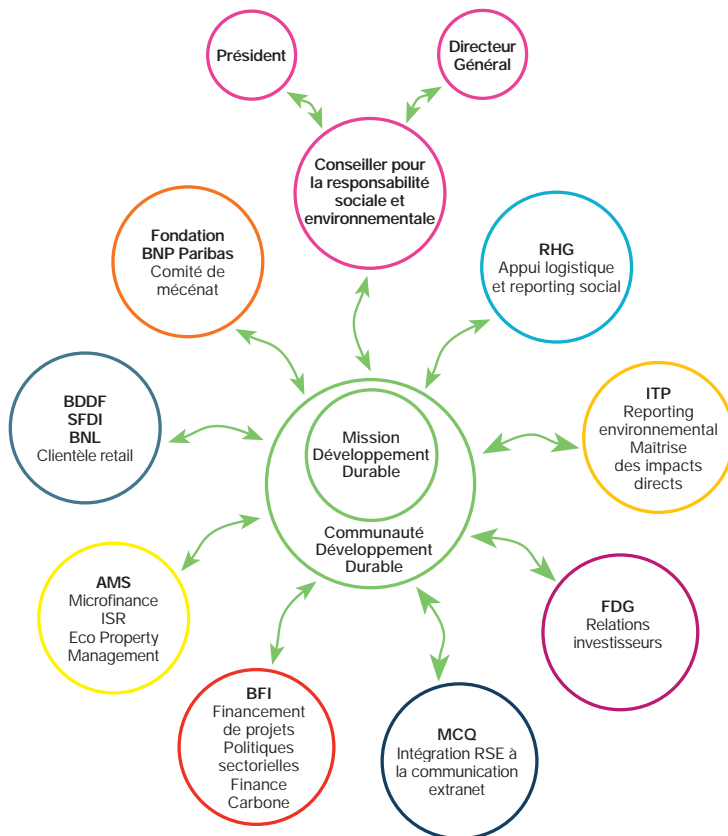 Président
Directeur
Général
Conseiller pour
la responsabilité
sociale et
environnementale
Fondation
BNP Paribas
Comité de
mécénat
RHG
Appui logistique
et reporting social
BDDF
SFDI
BNL
Clientèle retail
ITP
Reporting
environmental
Maîtrise
des impacts
directs
Mission
Développement
Durable
Communauté
Développement
Durable
AMS
Microfinance
ISR
Eco Property
Management
FDG
Relations
investisseurs
BFI
Financement
de projets
Politiques
sectorielles
Finance
Carbone
MCQ
Intégration RSE à
la communication
extranet